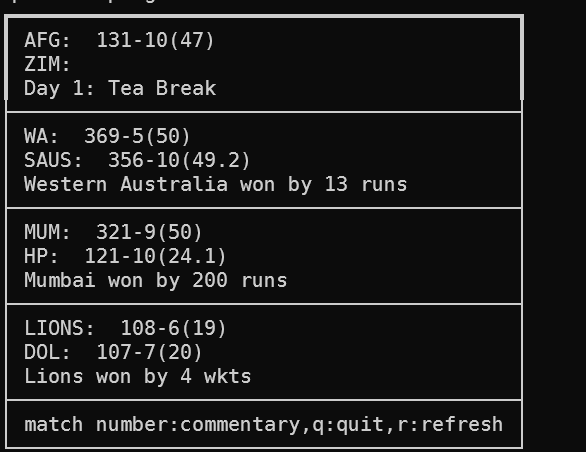 AFG:  131-10(47)
ZIM:
Day 1: Tea Break
WA:  369-5(50)
SAUS:  356-10(49.2)
Western Australia won by 13 runs
MUM:  321-9(50)
HP:  121-10(24.1)
Mumbai won by 200 runs
LIONS:  108-6(19)
DOL:  107-7(20)
Lions won by 4 wkts
match number:commentary,q:quit,r:refresh